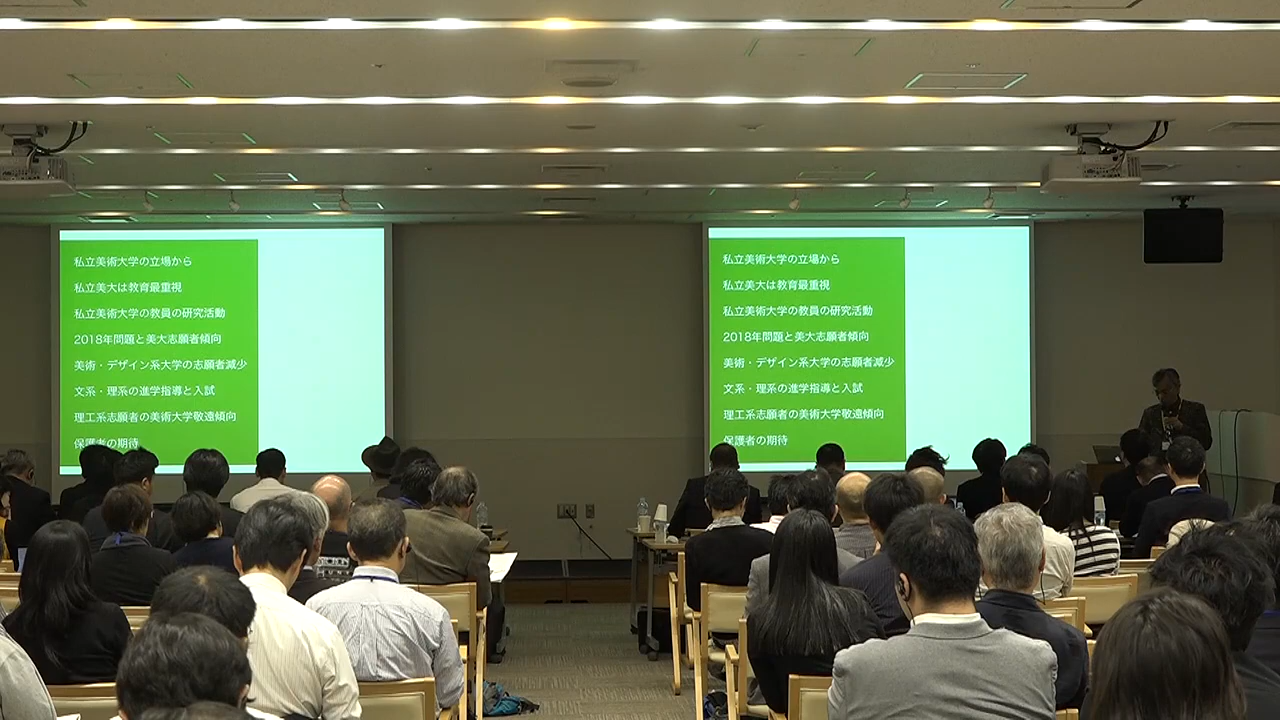 私立美術大学の立場から
私立美大は教育最重視
私立美術大学の教員の研究活動
2018年問題と美大志願者傾向
美術・デザイン系大学の志願者減少
文系・理系の進学指導と入試
理工系志願者の美術大学敬遠傾向
保護者の期待
私立美術大学の立場から
私立美大は教育最重視
私立美術大学の教員の研究活動
2018年問題と美大志願者傾向
美術・デザイン系大学の志願者減少
文系・理系の進学指導と入試
理工系志願者の美術大学敬遠傾向
保護者の期待